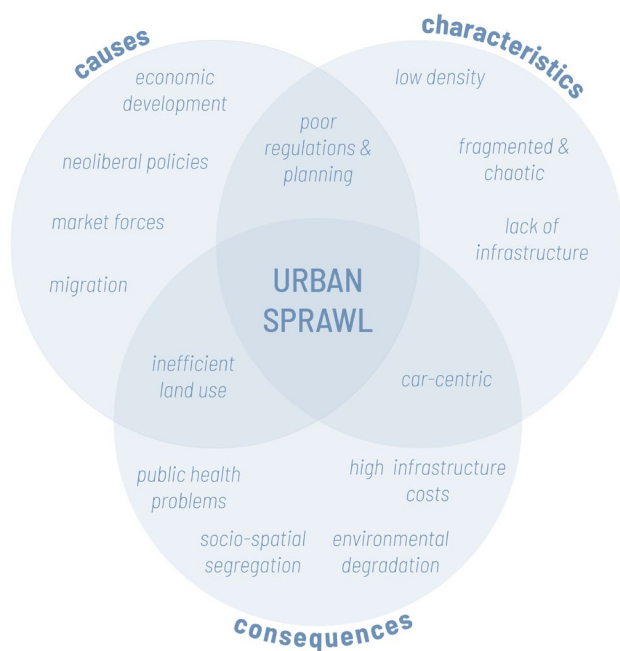 causes
characteristics
economic
development
neoliberal policies
market forces
migration
poor
regulations &
planning
low density
fragmented &
chaotic
lack of
infrastructure
URBAN
SPRAWL
inefficient
land use
car-centric
public health
problems
high infrastructure
costs
socio-spatial
segregation
environmental
degradation
consequences